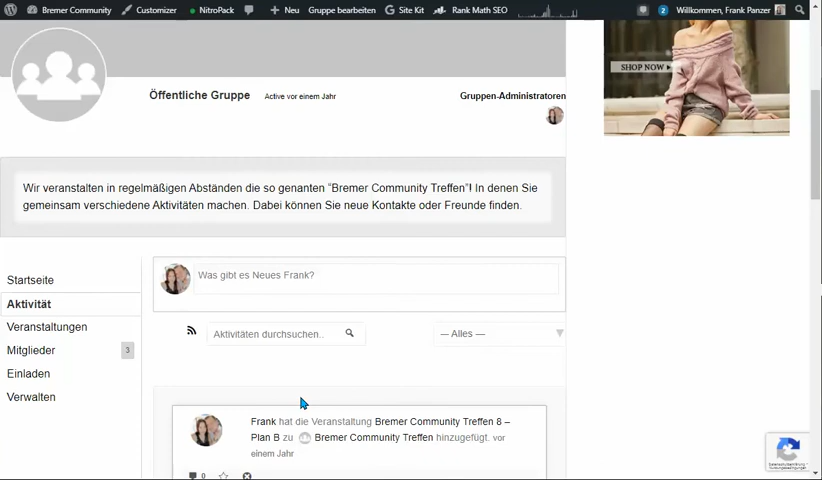 Bremer Community Customizer NitroPack Neu Gruppe bearbeiten Site Kit Rank Math SEO 2 Willkommen, Frank Panzer
SHOP NOW
Öffentliche Gruppe Active vor einem Jahr Gruppen-Administratoren
Wir veranstalten in regelmäßigen Abständen die so genanten "Bremer Community Treffen"! In denen Sie
gemeinsam verschiedene Aktivitäten machen. Dabei können Sie neue Kontakte oder Freunde finden.
Startseite
Was gibt es Neues Frank?
Aktivität
Veranstaltungen
Aktivitäten durchsuchen.. — Alles —
Mitglieder 3
Einladen
Verwalten
Frank hat die Veranstaltung Bremer Community Treffen 8 –
Plan B zu Bremer Community Treffen hinzugefügt. vor
einem Jahr
0